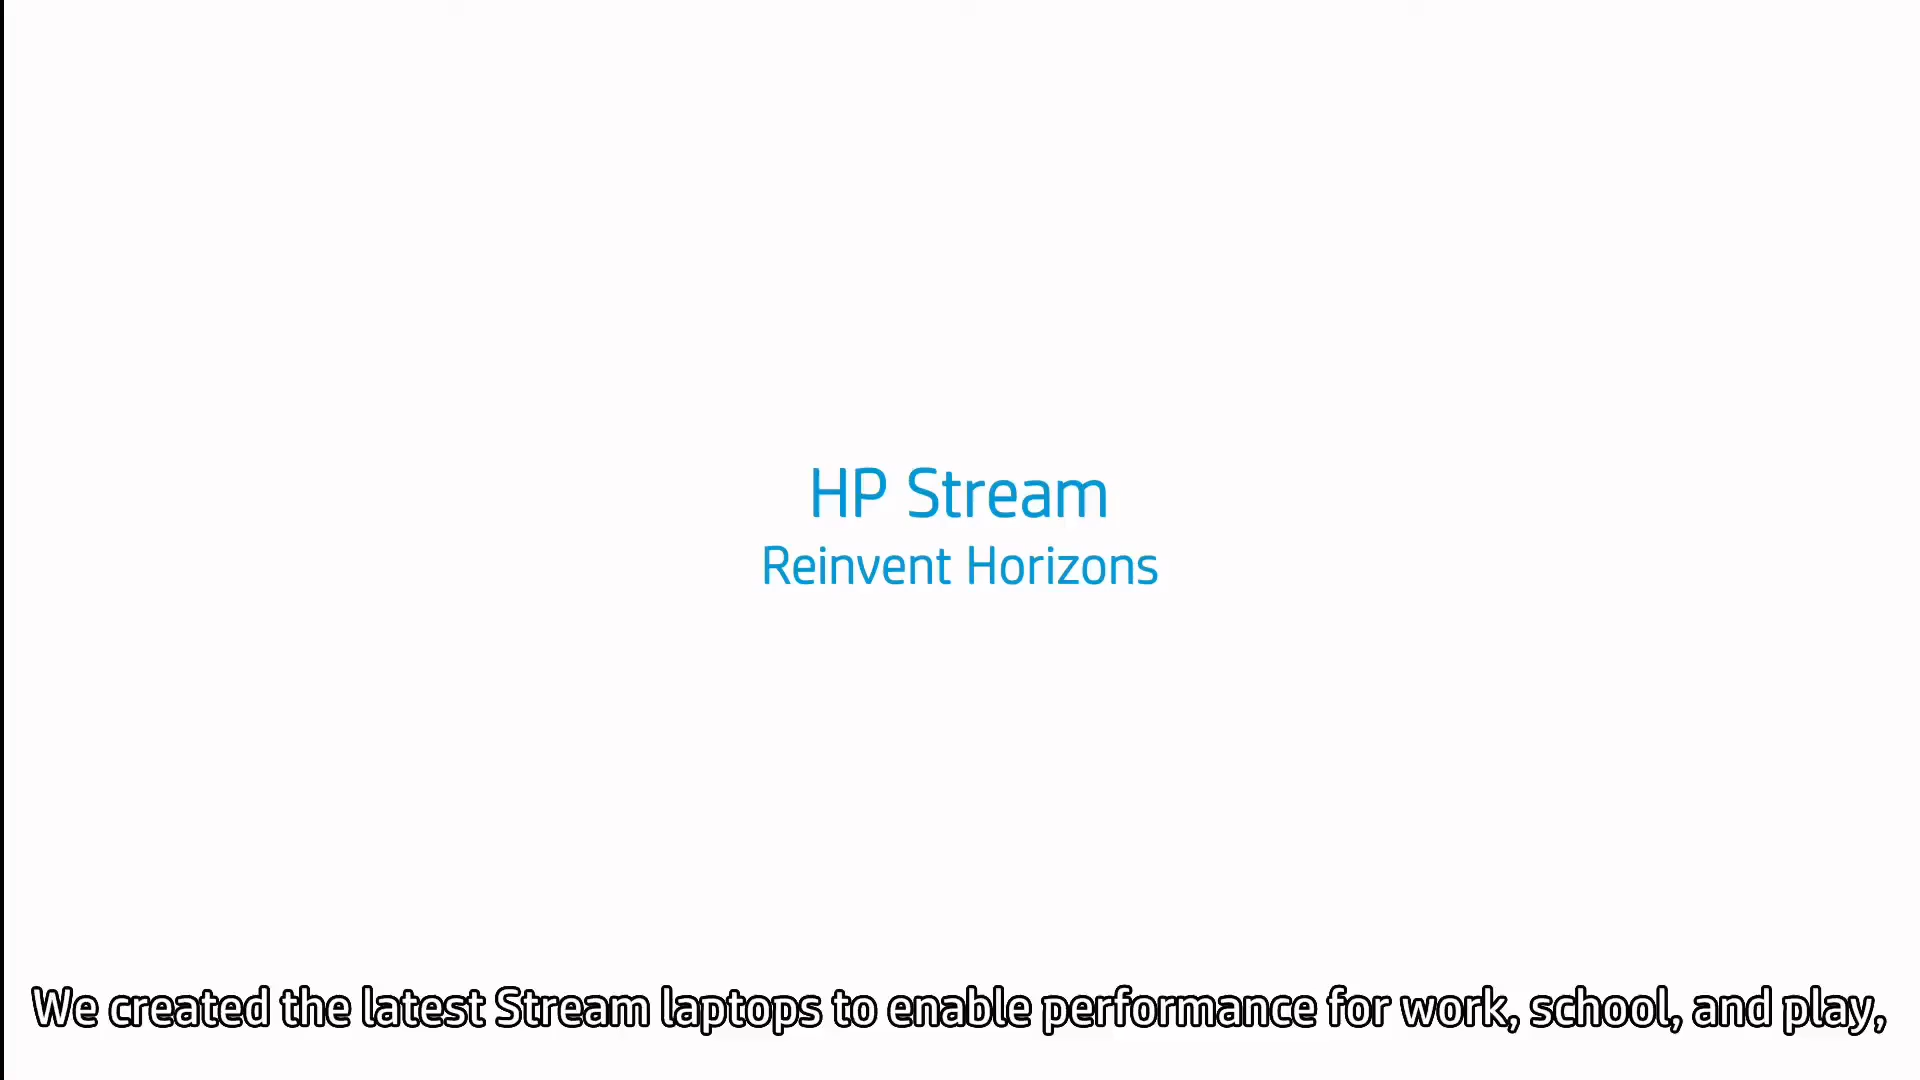 HP Stream
Reinvent Horizons
We created the latest Stream laptops to enable performance for work, school, and play,